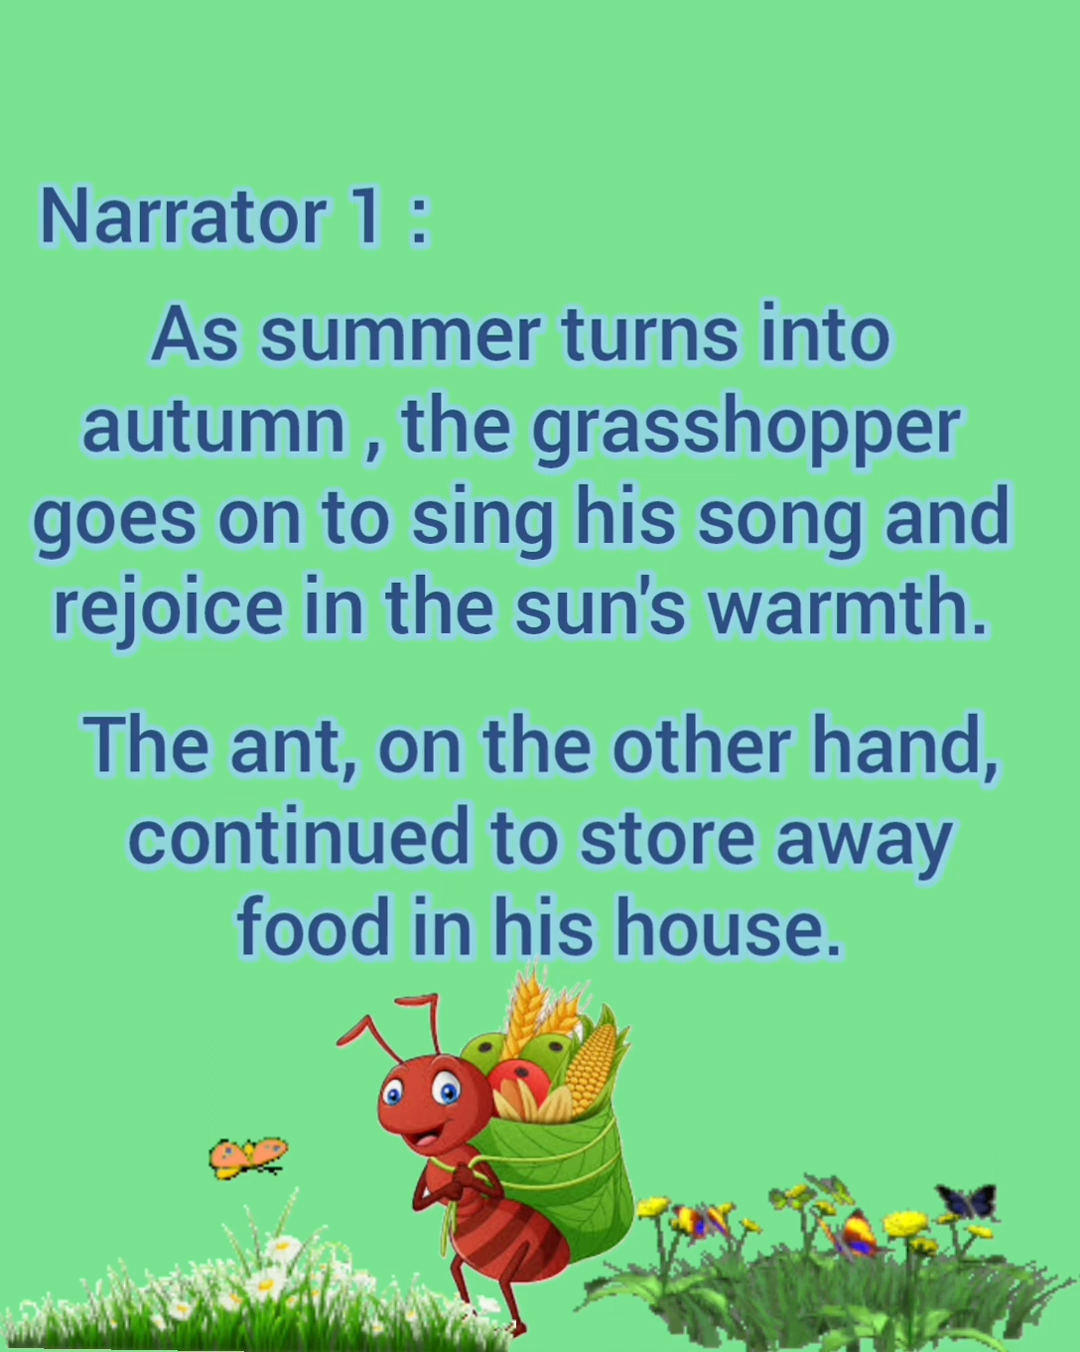 Narrator 1 :
As summer turns into
autumn , the grasshopper
goes on to sing his song and
rejoice in the sun's warmth.
The ant, on the other hand,
continued to store away
food in his house.